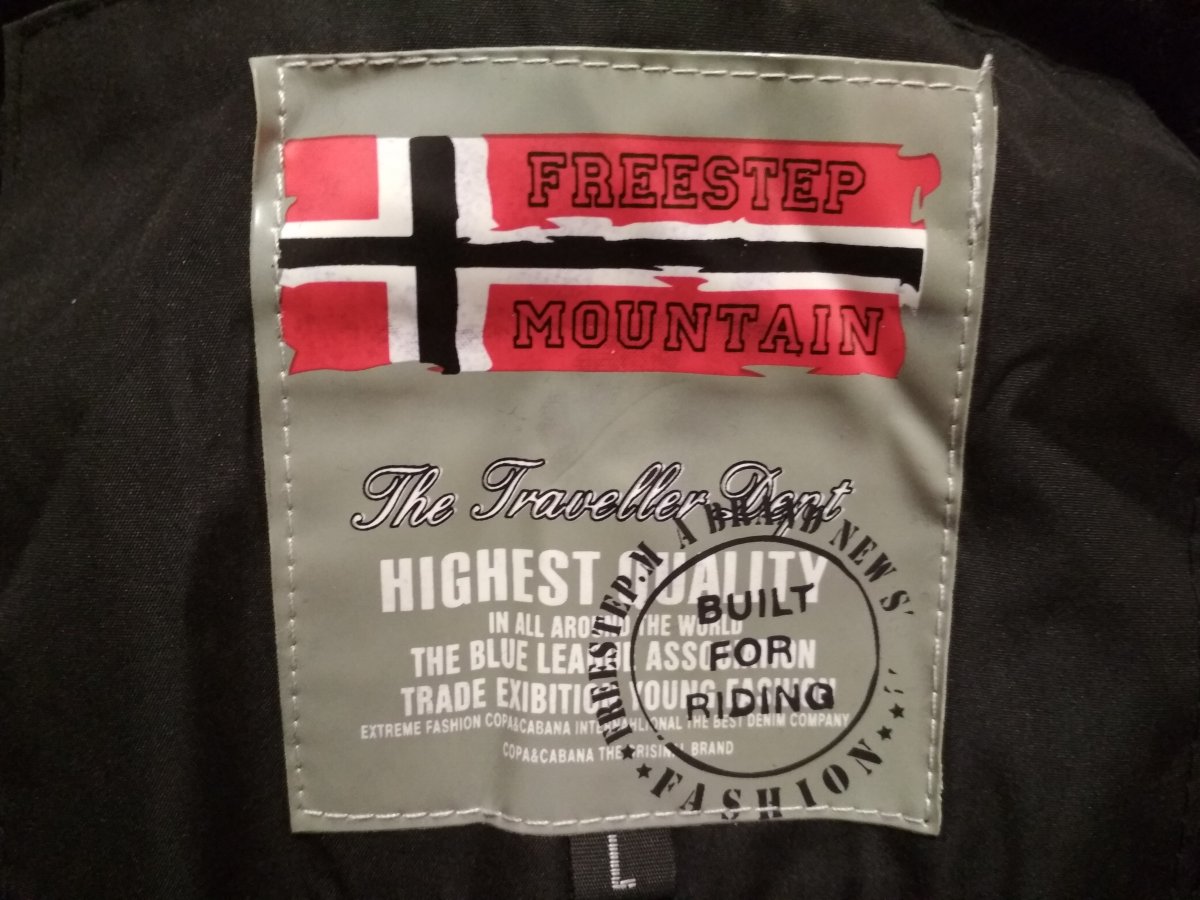 FREESTEP
MOUNTAIN
The Traveller Dept
HIGHEST QUALITY
IN ALL AROUND THE WORLD
THE BLUE LEAGUE ASSOCIATION
TRADE EXIBITION YOUNG FASHION
EXTREME FASHION COPA&CABANA THE BEST DENIM COMPANY
COPA&CABANA THE BRAND
FREESTEP.M A BRAND NEWS'
BUILT
FOR
RIDING
FASHION
L